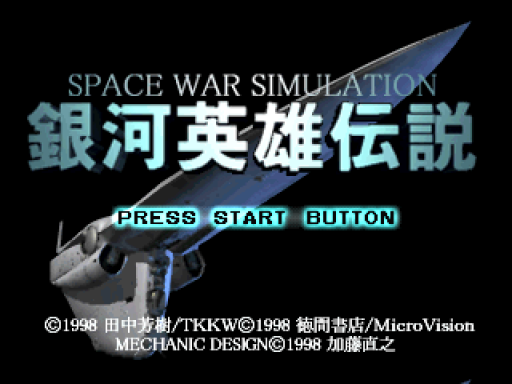 SPACE WAR SIMULATION
銀河英雄伝説
PRESS START BUTTON
©1998 田中芳樹/TKKW©1998 徳間書店/MicroVision
MECHANIC DESIGN©1998 加藤直之